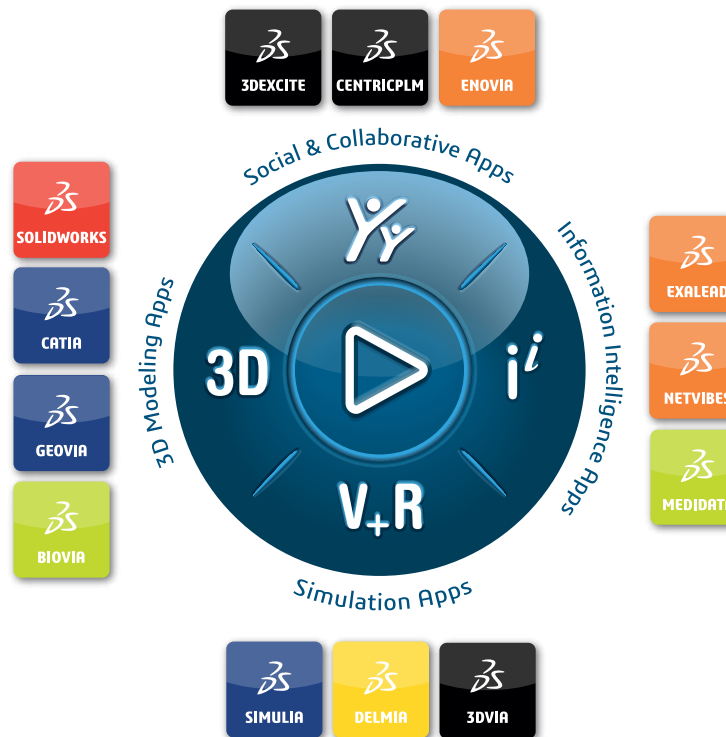 3DEXCITE
CENTRICPLM
ENOVIA
Social & Collaborative Apps
SOLIDWORKS
CATIA
GEOVIA
BIOVIA
3D Modeling Apps
3D
i i
V+R
Information Intelligence Apps
EXALEAD
NETVIBES
MEDIDATA
Simulation Apps
SIMULIA
DELMIA
3DVIA